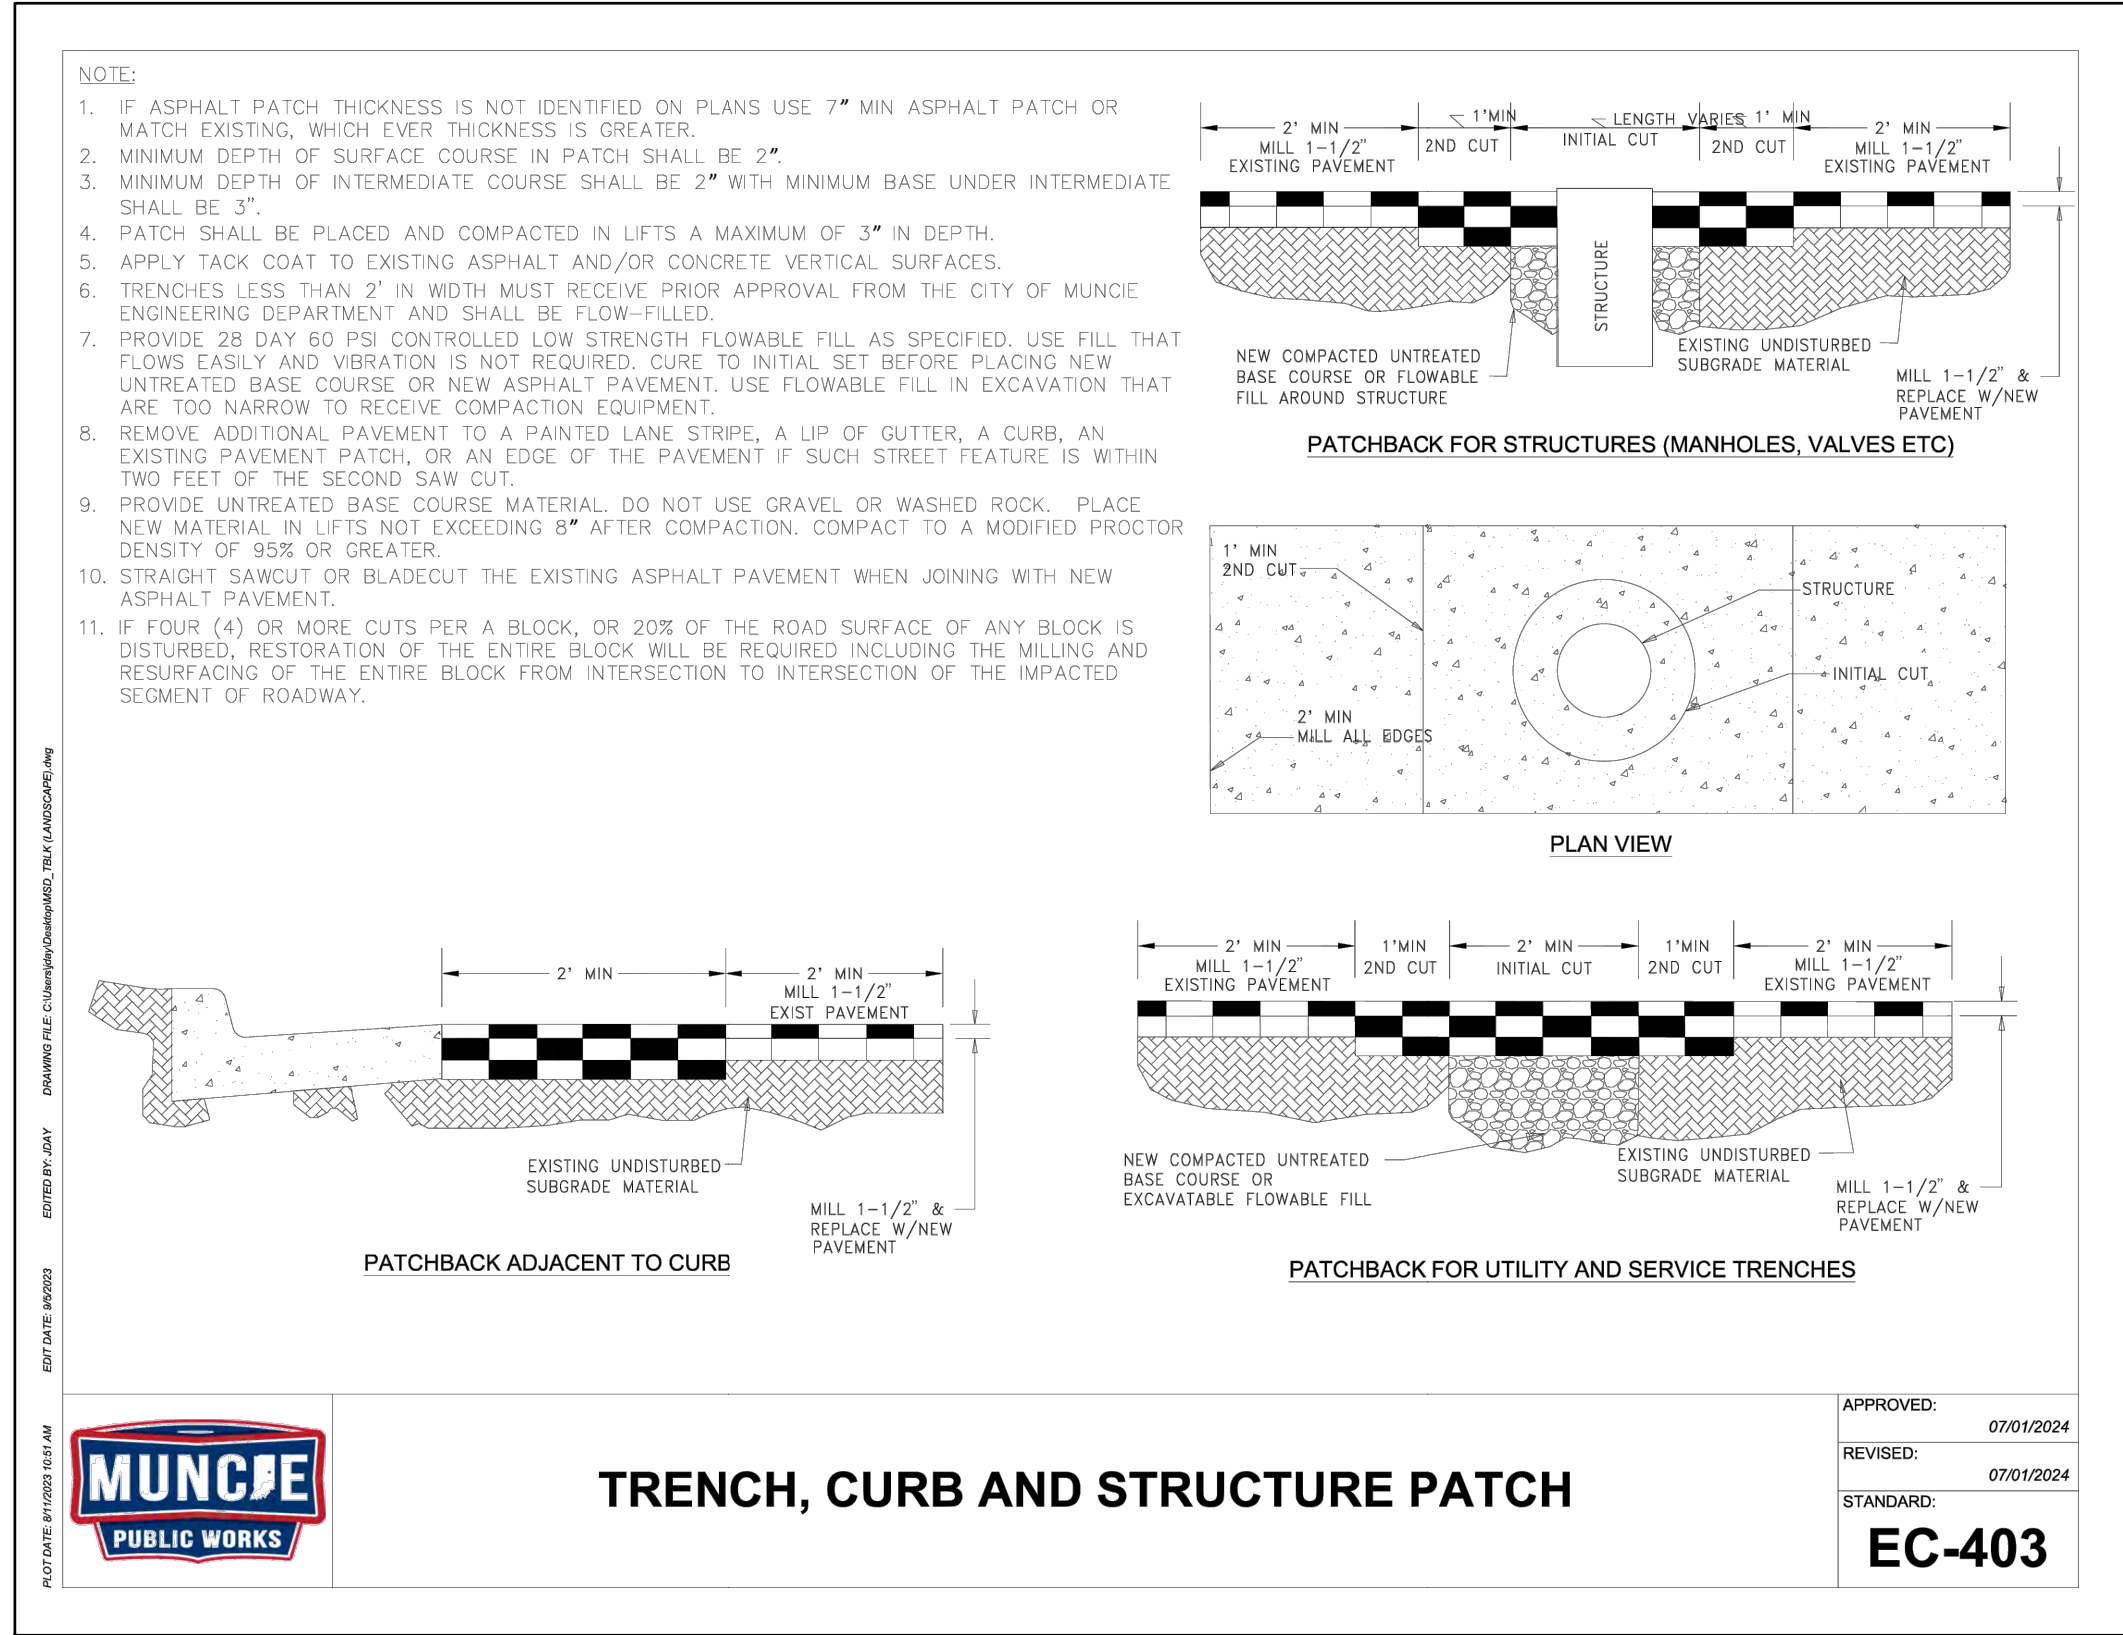 NOTE:
1. IF ASPHALT PATCH THICKNESS IS NOT IDENTIFIED ON PLANS USE 7" MIN ASPHALT PATCH OR
MATCH EXISTING, WHICH EVER THICKNESS IS GREATER.
2. MINIMUM DEPTH OF SURFACE COURSE IN PATCH SHALL BE 2".
3. MINIMUM DEPTH OF INTERMEDIATE COURSE SHALL BE 2" WITH MINIMUM BASE UNDER INTERMEDIATE
SHALL BE 3".
4. PATCH SHALL BE PLACED AND COMPACTED IN LIFTS A MAXIMUM OF 3" IN DEPTH.
5. APPLY TACK COAT TO EXISTING ASPHALT AND/OR CONCRETE VERTICAL SURFACES.
6. TRENCHES LESS THAN 2' IN WIDTH MUST RECEIVE PRIOR APPROVAL FROM THE CITY OF MUNCIE
ENGINEERING DEPARTMENT AND SHALL BE FLOW-FILLED.
7. PROVIDE 28 DAY 60 PSI CONTROLLED LOW STRENGTH FLOWABLE FILL AS SPECIFIED. USE FILL THAT
FLOWS EASILY AND VIBRATION IS NOT REQUIRED. CURE TO INITIAL SET BEFORE PLACING NEW
UNTREATED BASE COURSE OR NEW ASPHALT PAVEMENT. USE FLOWABLE FILL IN EXCAVATION THAT
ARE TOO NARROW TO RECEIVE COMPACTION EQUIPMENT.
8. REMOVE ADDITIONAL PAVEMENT TO A PAINTED LANE STRIPE, A LIP OF GUTTER, A CURB, AN
EXISTING PAVEMENT PATCH, OR AN EDGE OF THE PAVEMENT IF SUCH STREET FEATURE IS WITHIN
TWO FEET OF THE SECOND SAW CUT.
9. PROVIDE UNTREATED BASE COURSE MATERIAL. DO NOT USE GRAVEL OR WASHED ROCK. PLACE
NEW MATERIAL IN LIFTS NOT EXCEEDING 8" AFTER COMPACTION. COMPACT TO A MODIFIED PROCTOR
DENSITY OF 95% OR GREATER.
10. STRAIGHT SAWCUT OR BLADECUT THE EXISTING ASPHALT PAVEMENT WHEN JOINING WITH NEW
ASPHALT PAVEMENT.
11. IF FOUR (4) OR MORE CUTS PER A BLOCK, OR 20% OF THE ROAD SURFACE OF ANY BLOCK IS
DISTURBED, RESTORATION OF THE ENTIRE BLOCK WILL BE REQUIRED INCLUDING THE MILLING AND
RESURFACING OF THE ENTIRE BLOCK FROM INTERSECTION TO INTERSECTION OF THE IMPACTED
SEGMENT OF ROADWAY.
2' MIN
MILL 1-1/2"
EXISTING PAVEMENT
1'MIN
2ND CUT
LENGTH VARIES
INITIAL CUT
1' MIN
2ND CUT
2' MIN
MILL 1-1/2"
EXISTING PAVEMENT
STRUCTURE
NEW COMPACTED UNTREATED
BASE COURSE OR FLOWABLE
FILL AROUND STRUCTURE
EXISTING UNDISTURBED
SUBGRADE MATERIAL
MILL 1-1/2" &
REPLACE W/NEW
PAVEMENT
PATCHBACK FOR STRUCTURES (MANHOLES, VALVES ETC)
1' MIN
2ND CUT
STRUCTURE
INITIAL CUT
2' MIN
MILL ALL EDGES
PLAN VIEW
2' MIN
2' MIN
MILL 1-1/2"
EXIST PAVEMENT
EXISTING UNDISTURBED
SUBGRADE MATERIAL
MILL 1-1/2" &
REPLACE W/NEW
PAVEMENT
PATCHBACK ADJACENT TO CURB
2' MIN
MILL 1-1/2"
EXISTING PAVEMENT
1'MIN
2ND CUT
2' MIN
INITIAL CUT
1'MIN
2ND CUT
2' MIN
MILL 1-1/2"
EXISTING PAVEMENT
NEW COMPACTED UNTREATED
BASE COURSE OR
EXCAVATABLE FLOWABLE FILL
EXISTING UNDISTURBED
SUBGRADE MATERIAL
MILL 1-1/2" &
REPLACE W/NEW
PAVEMENT
PATCHBACK FOR UTILITY AND SERVICE TRENCHES
PLOT DATE: 8/11/2023 10:51 AM EDIT DATE: 9/5/2023 EDITED BY: JDAY DRAWING FILE: C:\Users\jday\Desktop\MSD_TBLK (LANDSCAPE).dwg
MUNCIE
PUBLIC WORKS
TRENCH, CURB AND STRUCTURE PATCH
APPROVED:
07/01/2024
REVISED:
07/01/2024
STANDARD:
EC-403